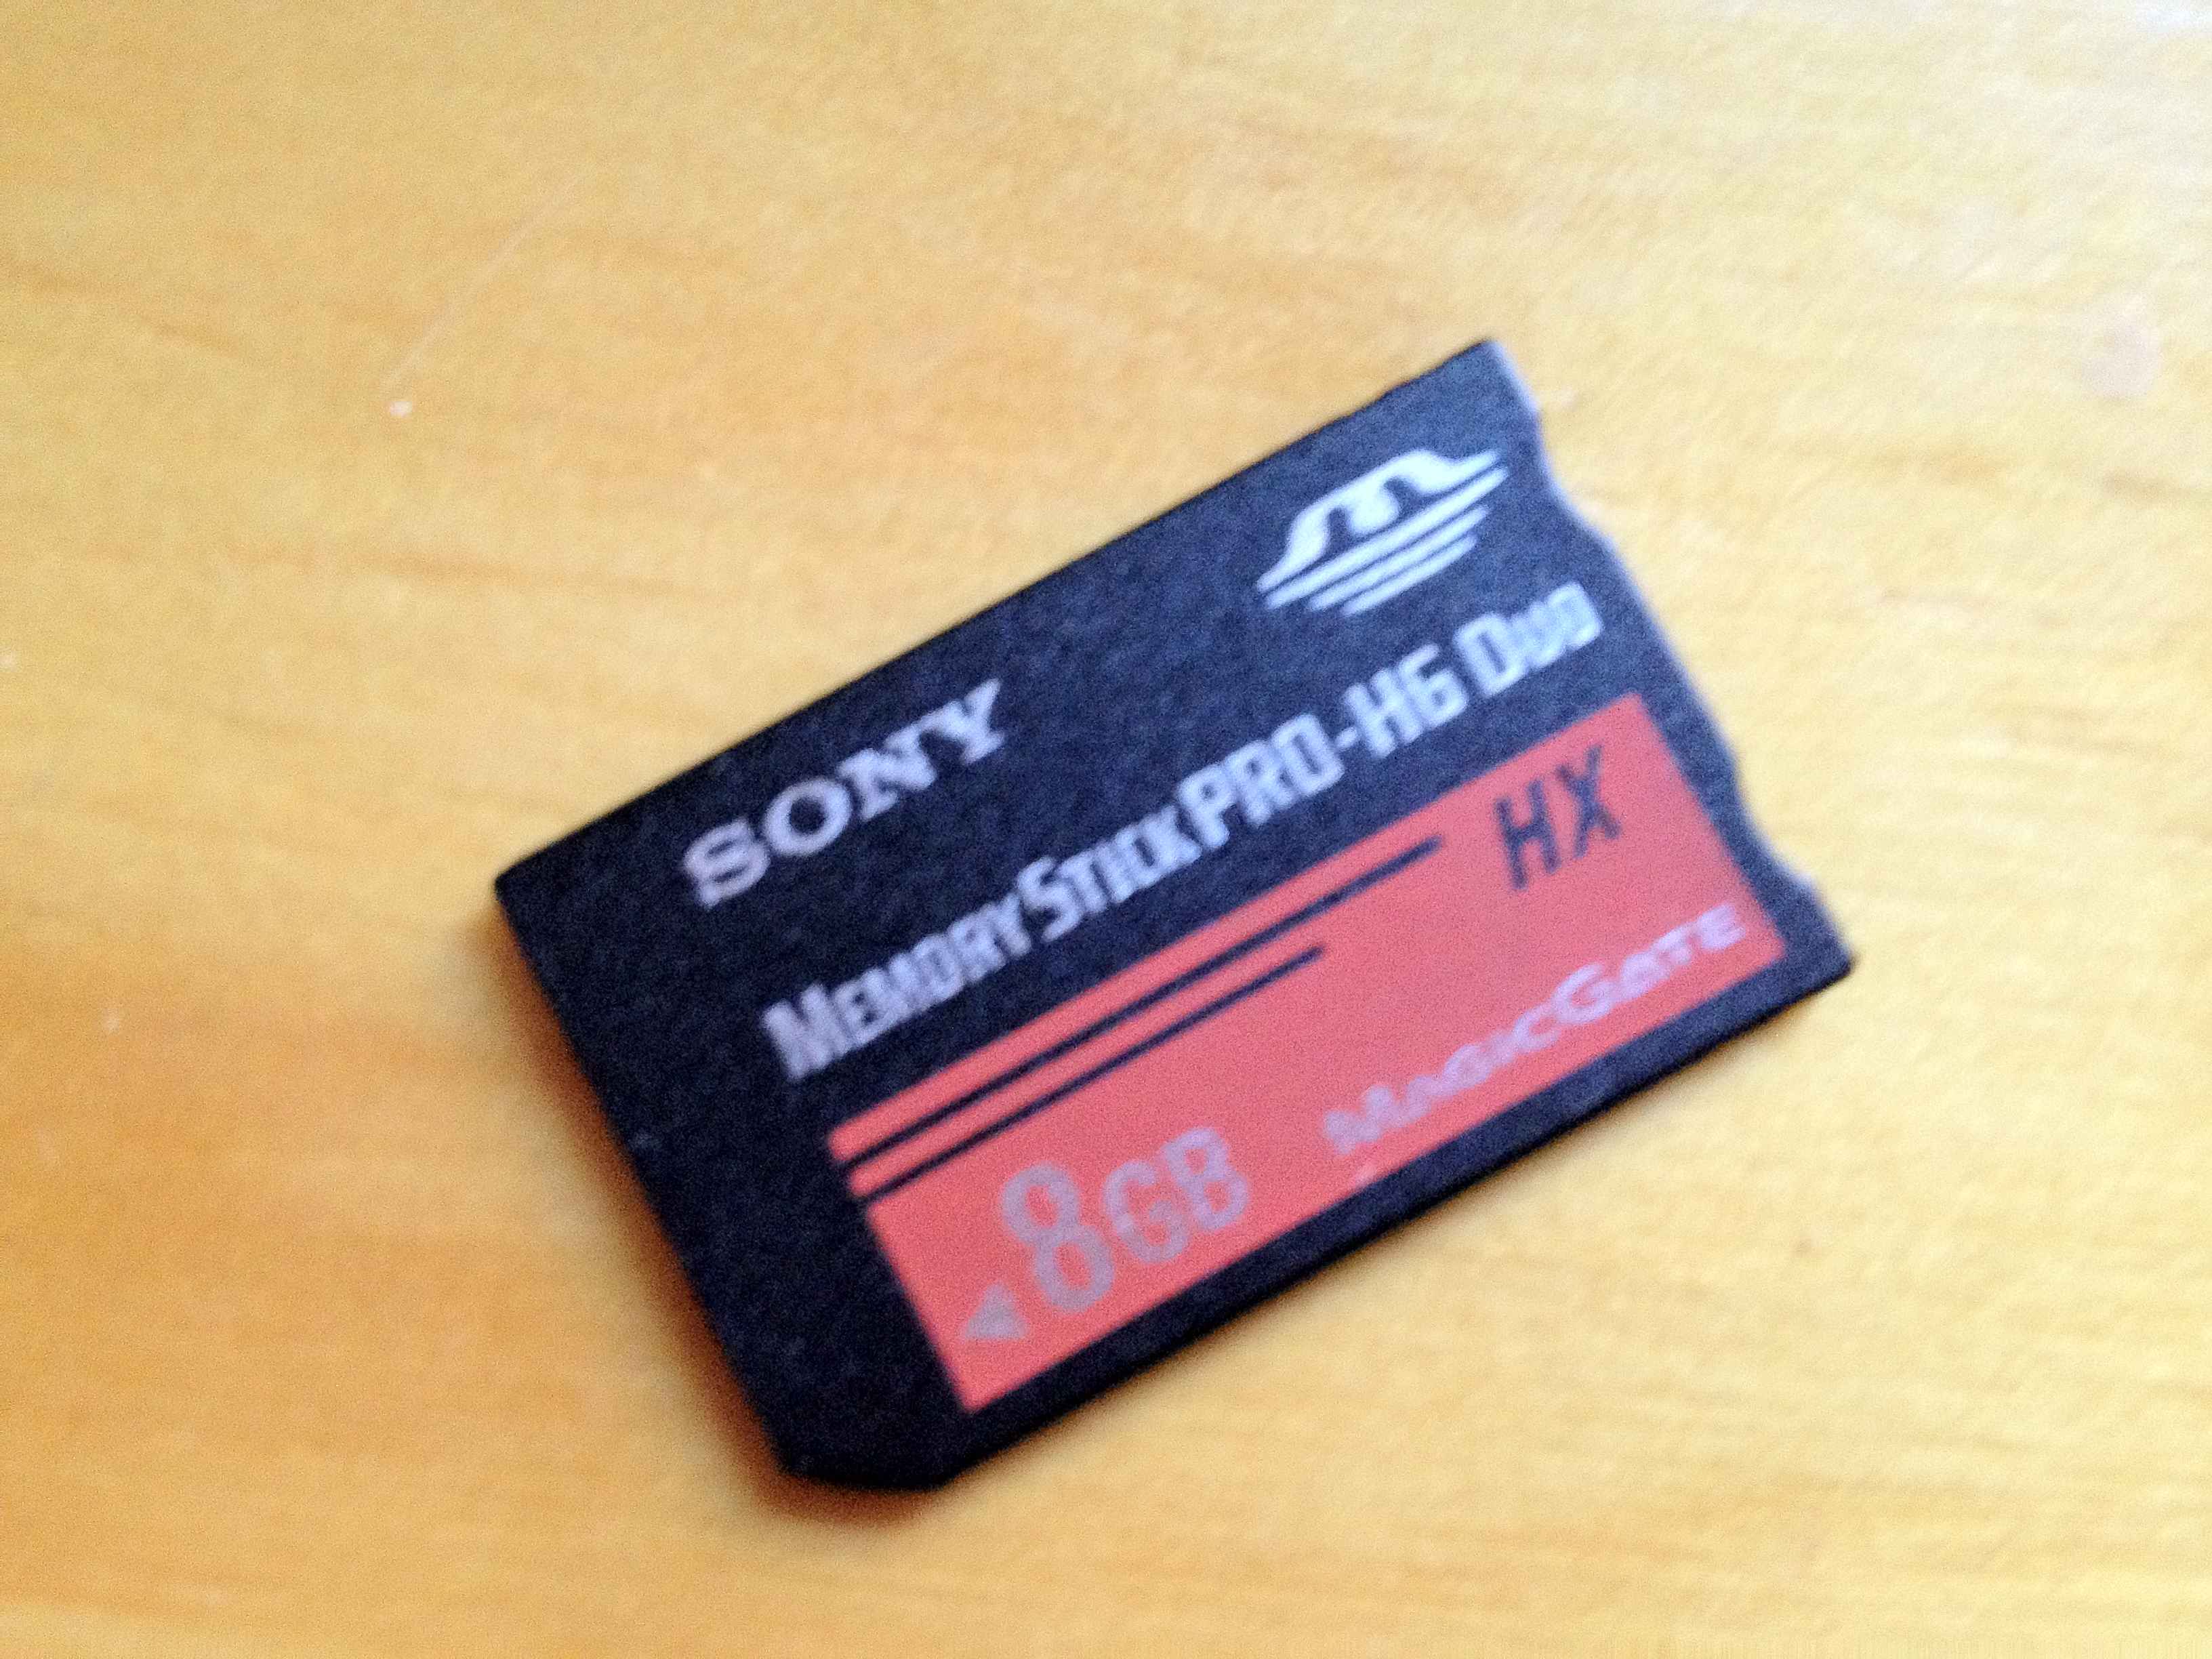 SONY
MEMORY STICK PRO-HG DUO
HX
MAGICGATE
8GB